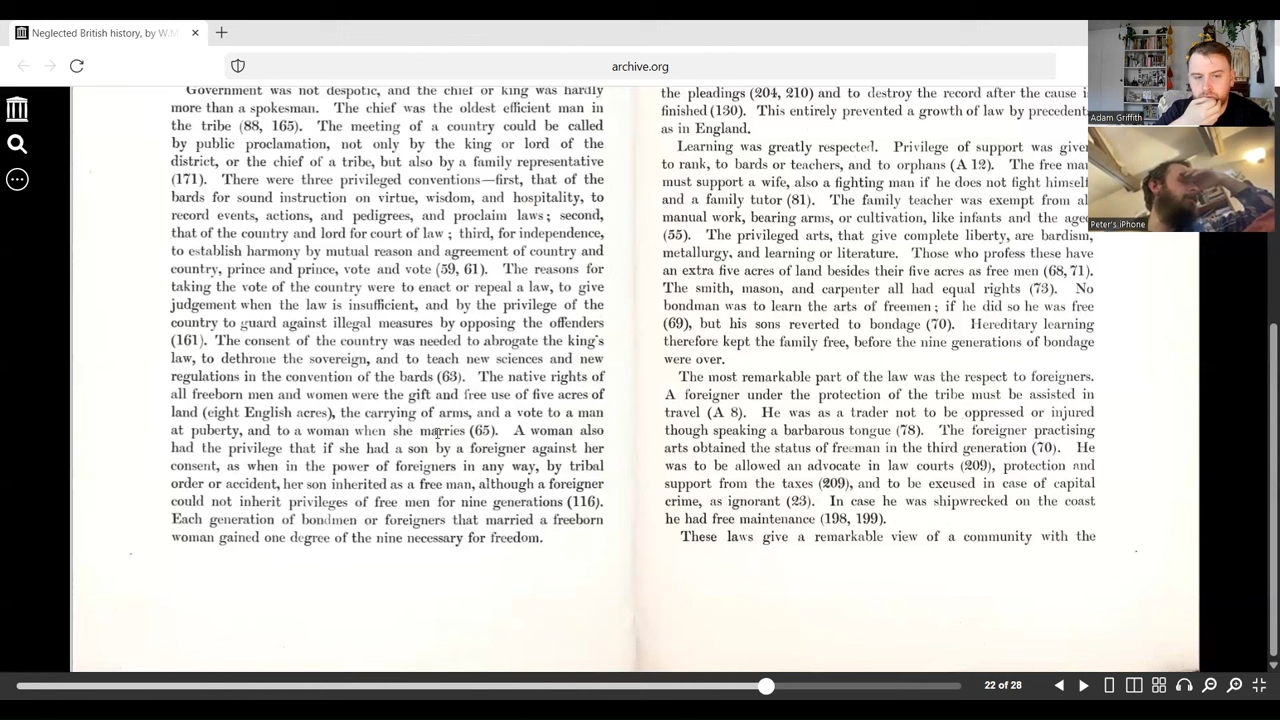 Neglected British history, by W.M
archive.org
Government was not despotic, and the chief or king was hardly
more than a spokesman. The chief was the oldest efficient man in
the tribe (88, 165). The meeting of a country could be called
by public proclamation, not only by the king or lord of the
district, or the chief of a tribe, but also by a family representative
(171). There were three privileged conventions—first, that of the
bards for sound instruction on virtue, wisdom, and hospitality, to
record events, actions, and pedigrees, and proclaim laws; second,
that of the country and lord for court of law; third, for independence,
to establish harmony by mutual reason and agreement of country and
country, prince and prince, vote and vote (59, 61). The reasons for
taking the vote of the country were to enact or repeal a law, to give
judgement when the law is insufficient, and by the privilege of the
country to guard against illegal measures by opposing the offenders
(161). The consent of the country was needed to abrogate the king's
law, to dethrone the sovereign, and to teach new sciences and new
regulations in the convention of the bards (63). The native rights of
all freeborn men and women were the gift and free use of five acres of
land (eight English acres), the carrying of arms, and a vote to a man
at puberty, and to a woman when she marries (65). A woman also
had the privilege that if she had a son by a foreigner against her
consent, as when in the power of foreigners in any way, by tribal
order or accident, her son inherited as a free man, although a foreigner
could not inherit privileges of free men for nine generations (116).
Each generation of bondmen or foreigners that married a freeborn
woman gained one degree of the nine necessary for freedom.
the pleadings (204, 210) and to destroy the record after the cause i
finished (130). This entirely prevented a growth of law by precedent
as in England.
Learning was greatly respected. Privilege of support was given
to rank, to bards or teachers, and to orphans (A 12). The free man
must support a wife, also a fighting man if he does not fight himself
and a family tutor (81). The family teacher was exempt from al
manual work, bearing arms, or cultivation, like infants and the aged
(55). The privileged arts, that give complete liberty, are bardism,
metallurgy, and learning or literature. Those who profess these have
an extra five acres of land besides their five acres as free men (68, 71).
The smith, mason, and carpenter all had equal rights (73). No
bondman was to learn the arts of freemen; if he did so he was free
(69), but his sons reverted to bondage (70). Hereditary learning
therefore kept the family free, before the nine generations of bondage
were over.
The most remarkable part of the law was the respect to foreigners.
A foreigner under the protection of the tribe must be assisted in
travel (A 8). He was as a trader not to be oppressed or injured
though speaking a barbarous tongue (78). The foreigner practising
arts obtained the status of freeman in the third generation (70). He
was to be allowed an advocate in law courts (209), protection and
support from the taxes (209), and to be excused in case of capital
crime, as ignorant (23). In case he was shipwrecked on the coast
he had free maintenance (198, 199).
These laws give a remarkable view of a community with the
Adam Griffith
Peter's iPhone
22 of 28